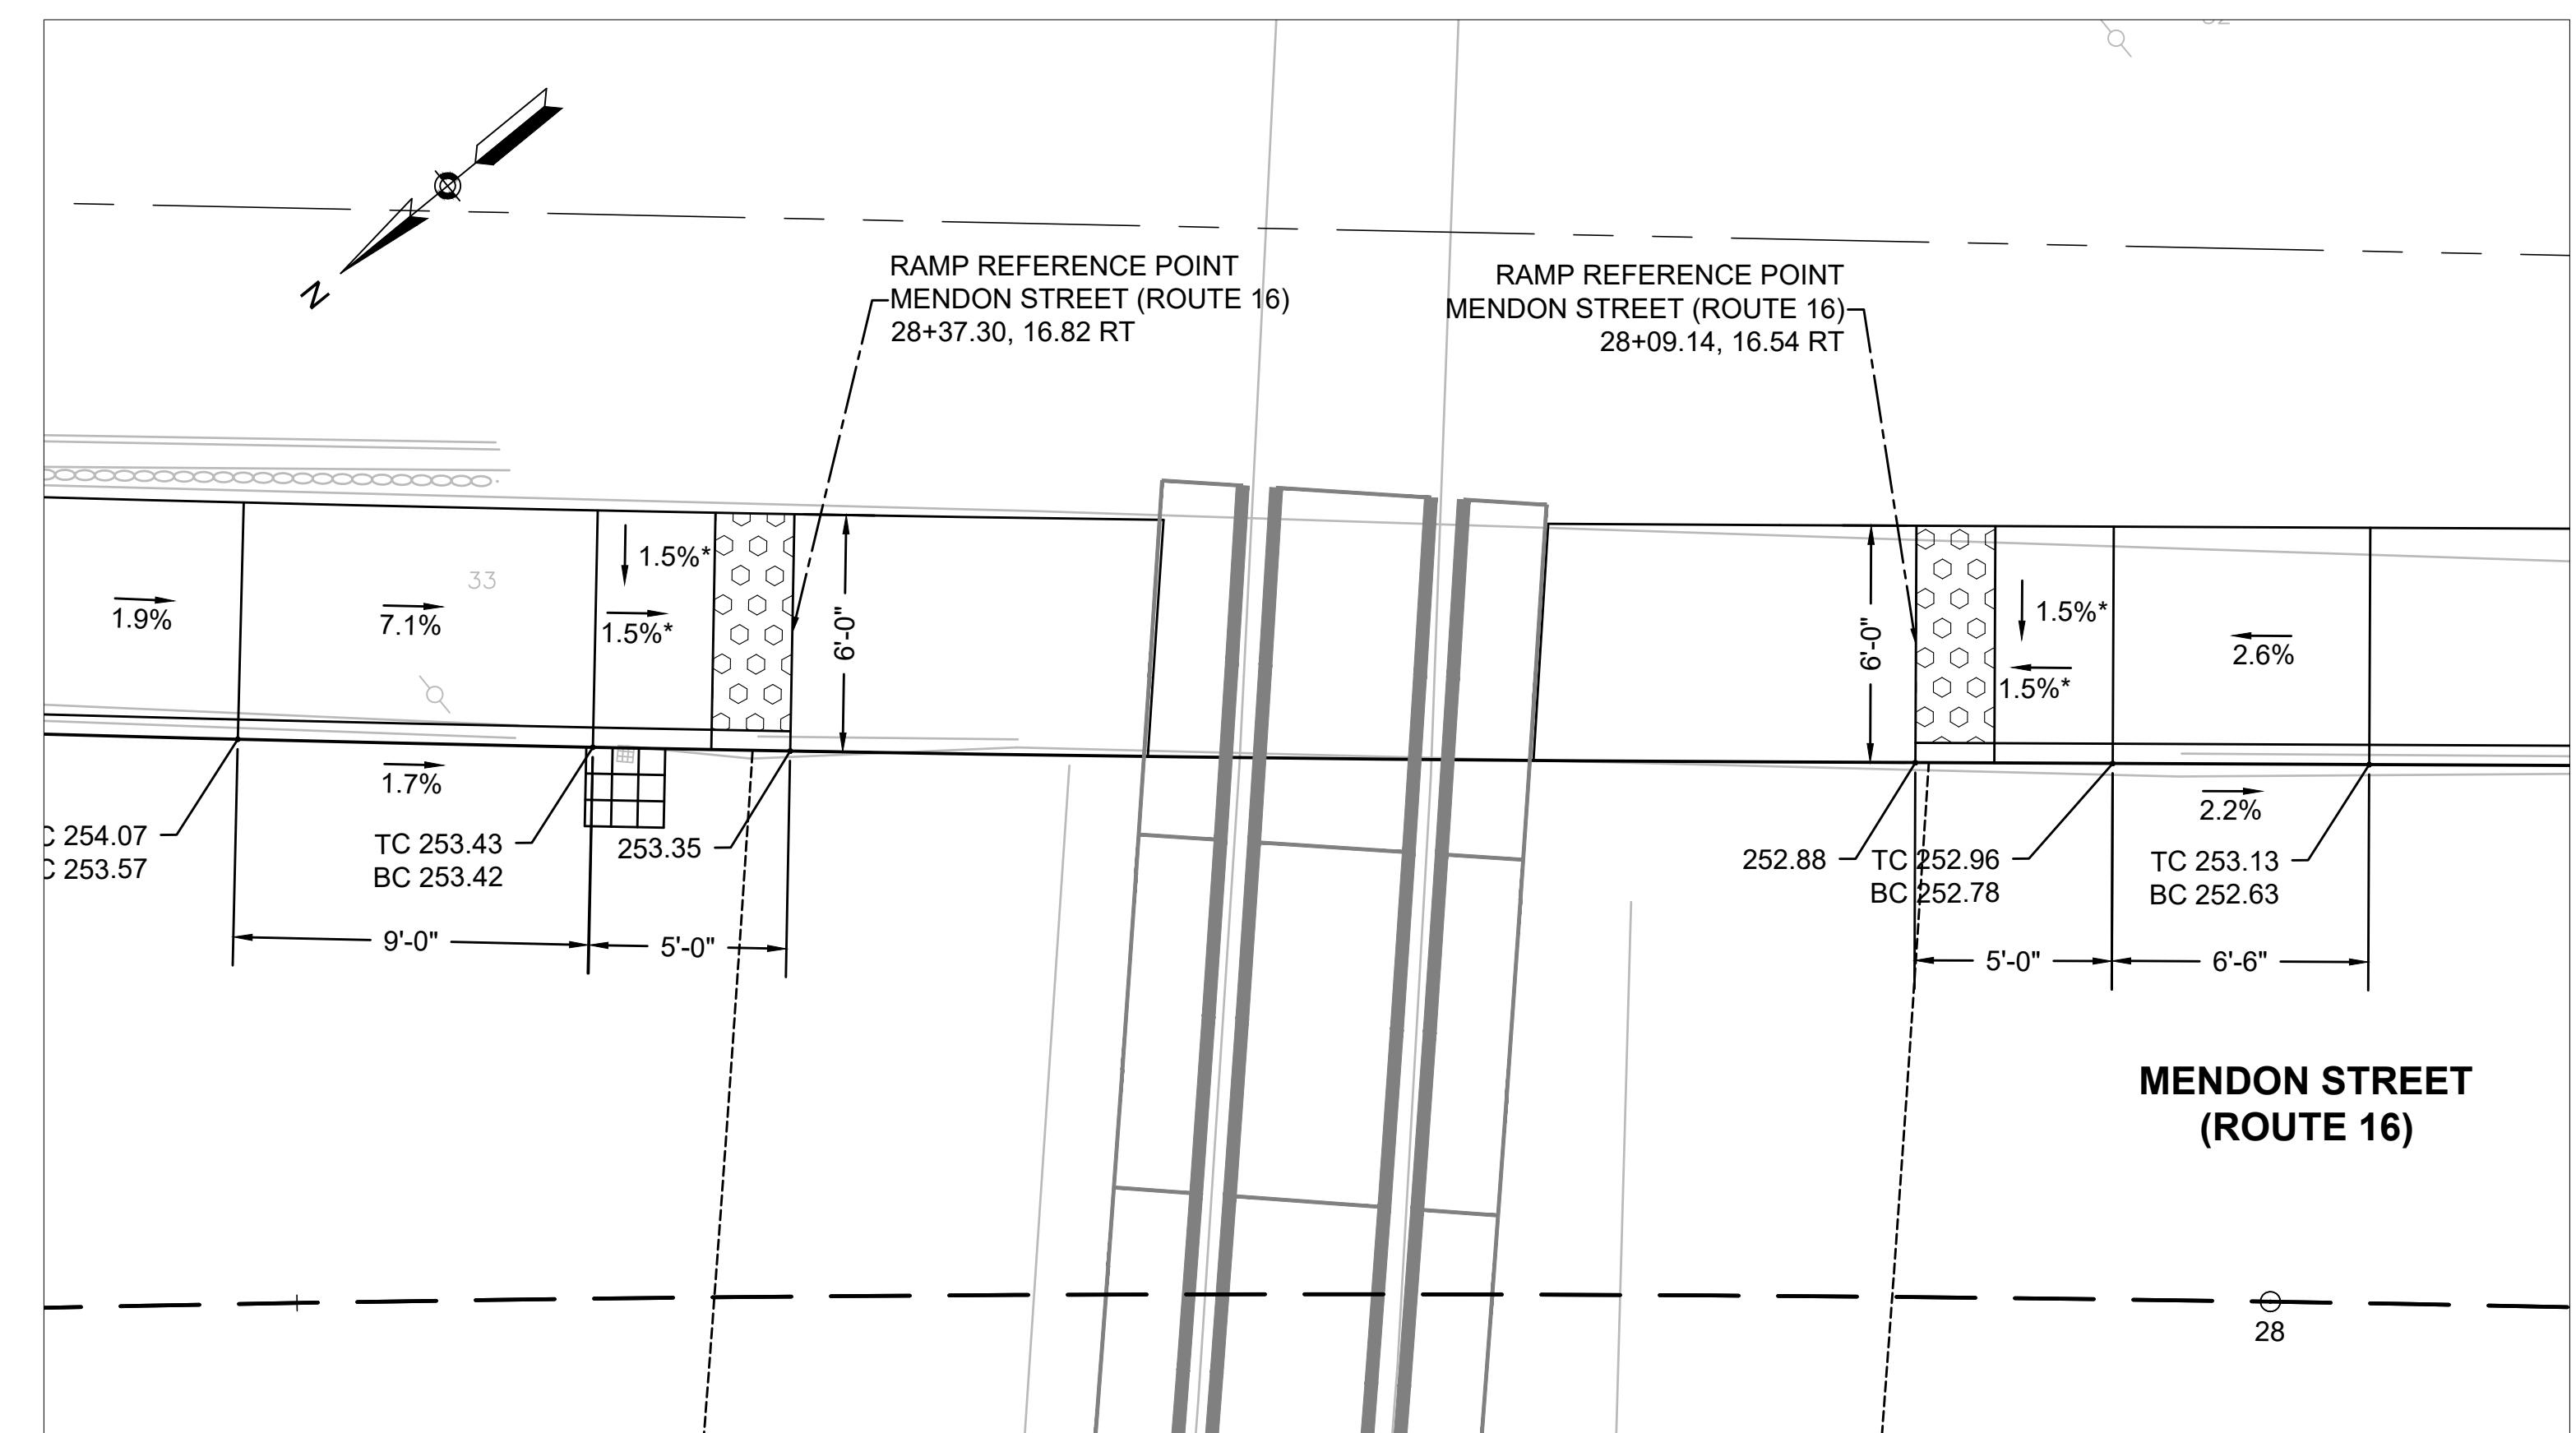 RAMP REFERENCE POINT
MENDON STREET (ROUTE 16)
28+37.30, 16.82 RT
RAMP REFERENCE POINT
MENDON STREET (ROUTE 16)
28+09.14, 16.54 RT
N
33
1.9%
7.1%
1.5%*
1.5%*
6'-0"
6'-0"
1.5%*
1.5%*
2.6%
1.7%
2.2%
C 254.07
C 253.57
TC 253.43
BC 253.42
253.35
252.88
TC 252.96
BC 252.78
TC 253.13
BC 252.63
9'-0"
5'-0"
5'-0"
6'-6"
MENDON STREET
(ROUTE 16)
28